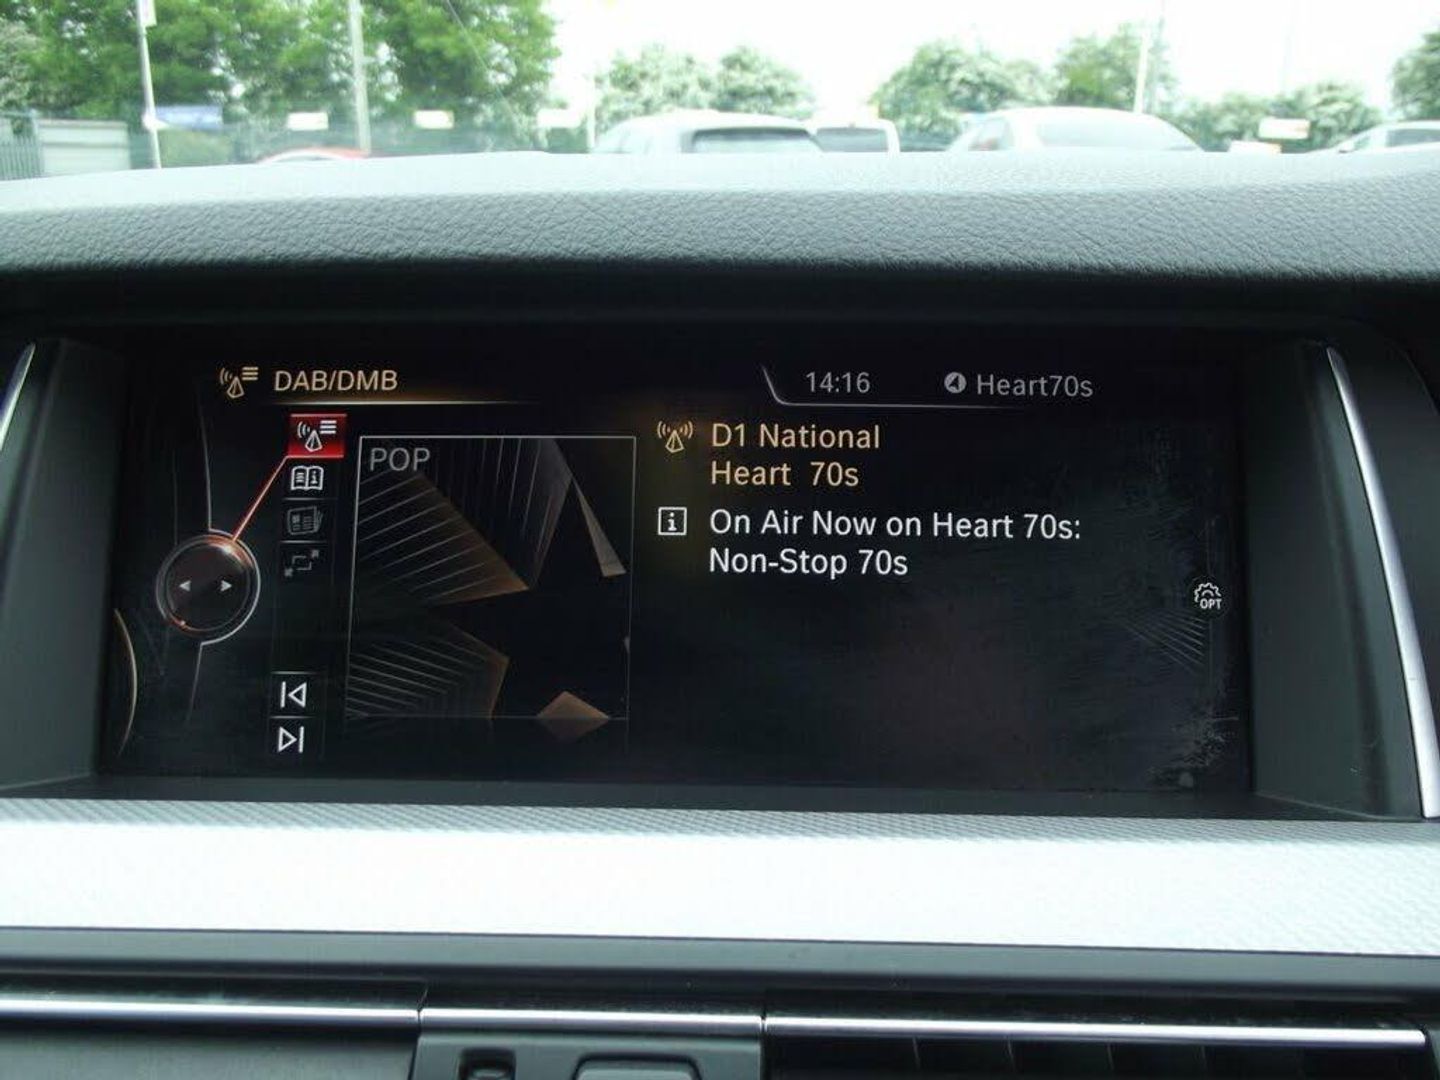 DAB/DMB
14:16
Heart70s
POP
D1 National
Heart 70s
On Air Now on Heart 70s:
Non-Stop 70s
OPT